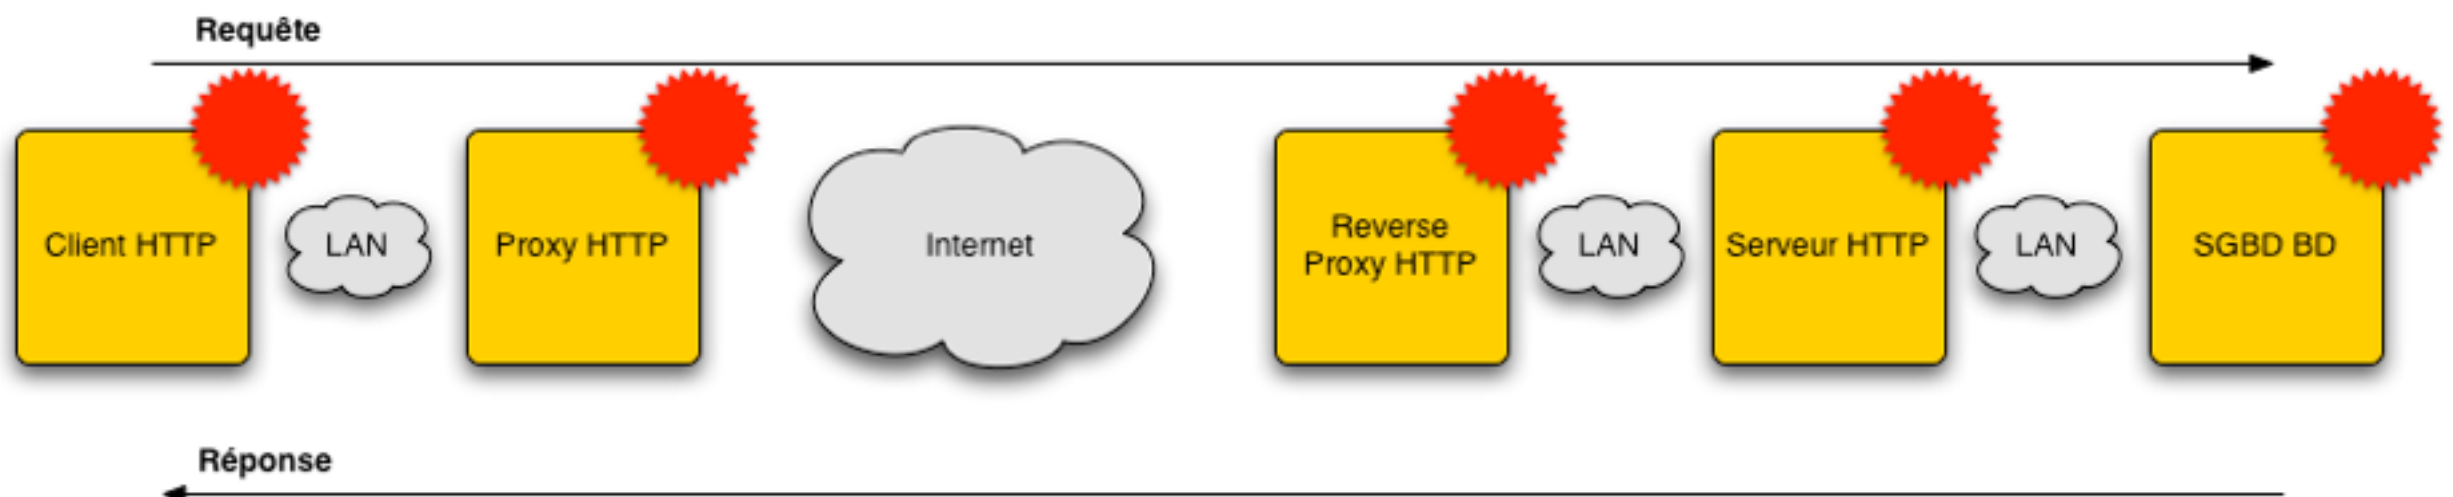 Requête
Client HTTP
LAN
Proxy HTTP
Internet
Reverse
Proxy HTTP
LAN
Serveur HTTP
LAN
SGBD BD
Réponse